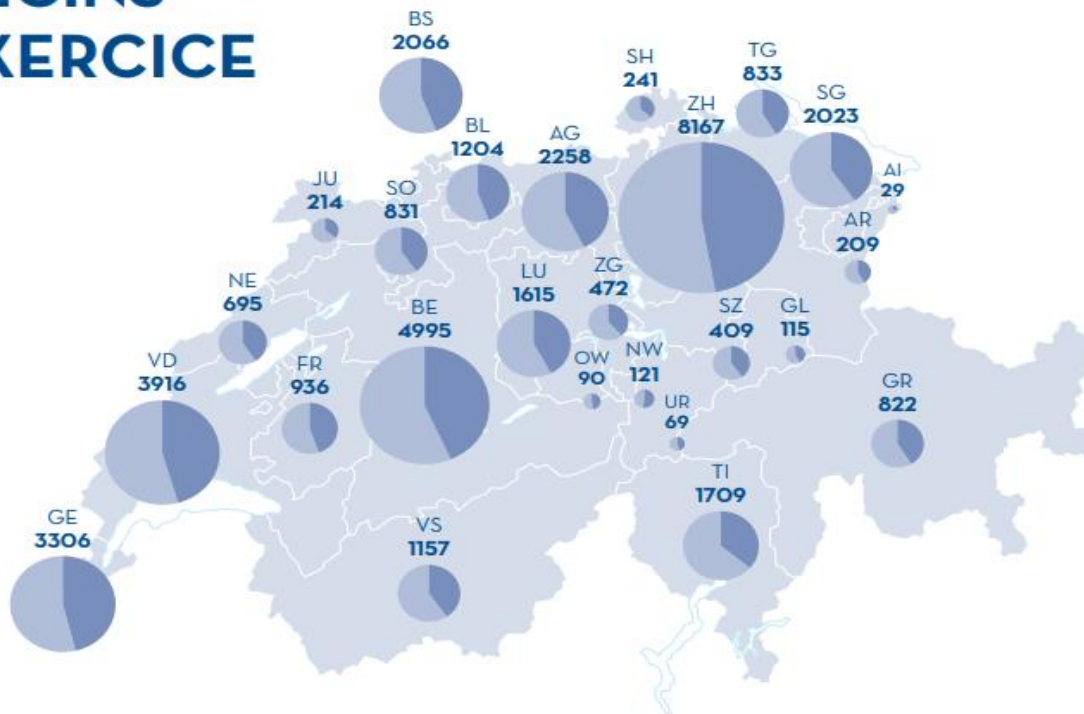 XERCICE
BS
2066
SH
241
TG
833
ZH
8167
SG
2023
BL
1204
AG
2258
AI
29
JU
214
SO
831
AR
209
NE
695
BE
4995
LU
1615
ZG
472
SZ
409
GL
115
VD
3916
FR
936
OW
90
NW
121
UR
69
GR
822
TI
1709
GE
3306
VS
1157